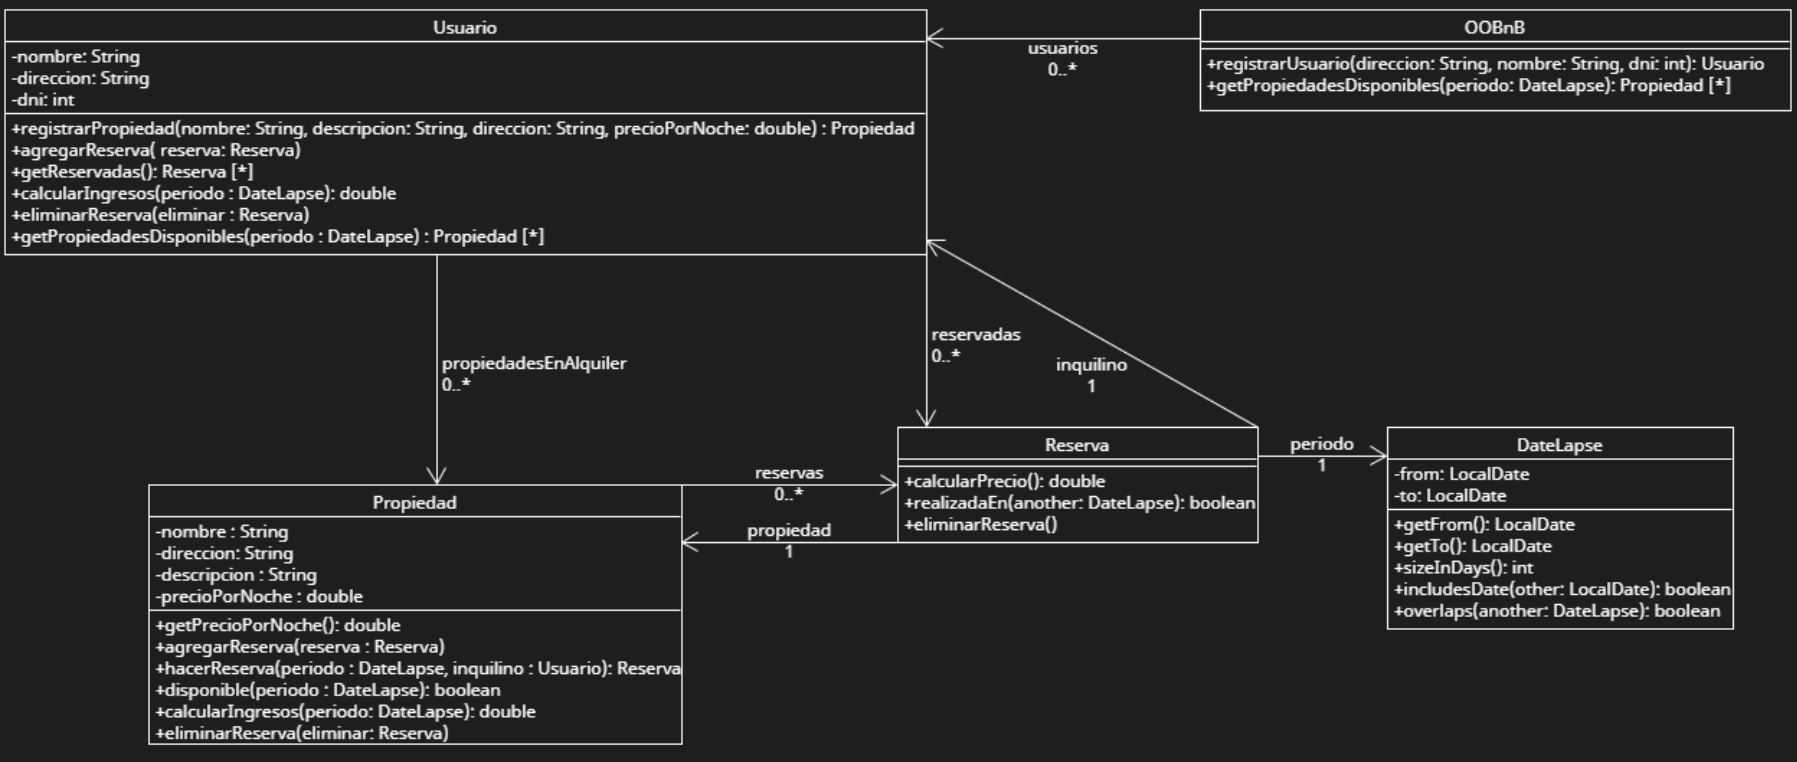 Usuario
-nombre: String
-direccion: String
-dni: int
+registrarPropiedad(nombre: String, descripcion: String, direccion: String, precioPorNoche: double) : Propiedad
+agregarReserva( reserva: Reserva)
+getReservadas(): Reserva [*]
+calcularIngresos(periodo : DateLapse): double
+eliminarReserva(eliminar : Reserva)
+getPropiedadesDisponibles(periodo : DateLapse) : Propiedad [*]
usuarios
0..*
OOBnB
+registrarUsuario(direccion: String, nombre: String, dni: int): Usuario
+getPropiedadesDisponibles(periodo: DateLapse): Propiedad [*]
propiedadesEnAlquiler
0..*
reservadas
0..*
inquilino
1
Propiedad
-nombre : String
-direccion: String
-descripcion : String
-precioPorNoche : double
+getPrecioPorNoche(): double
+agregarReserva(reserva : Reserva)
+hacerReserva(periodo : DateLapse, inquilino : Usuario): Reserva
+disponible(periodo : DateLapse): boolean
+calcularIngresos(periodo: DateLapse): double
+eliminarReserva(eliminar: Reserva)
reservas
0..*
propiedad
1
Reserva
+calcularPrecio(): double
+realizadaEn(another: DateLapse): boolean
+eliminarReserva()
periodo
1
DateLapse
-from: LocalDate
-to: LocalDate
+getFrom(): LocalDate
+getTo(): LocalDate
+sizeInDays(): int
+includesDate(other: LocalDate): boolean
+overlaps(another: DateLapse): boolean